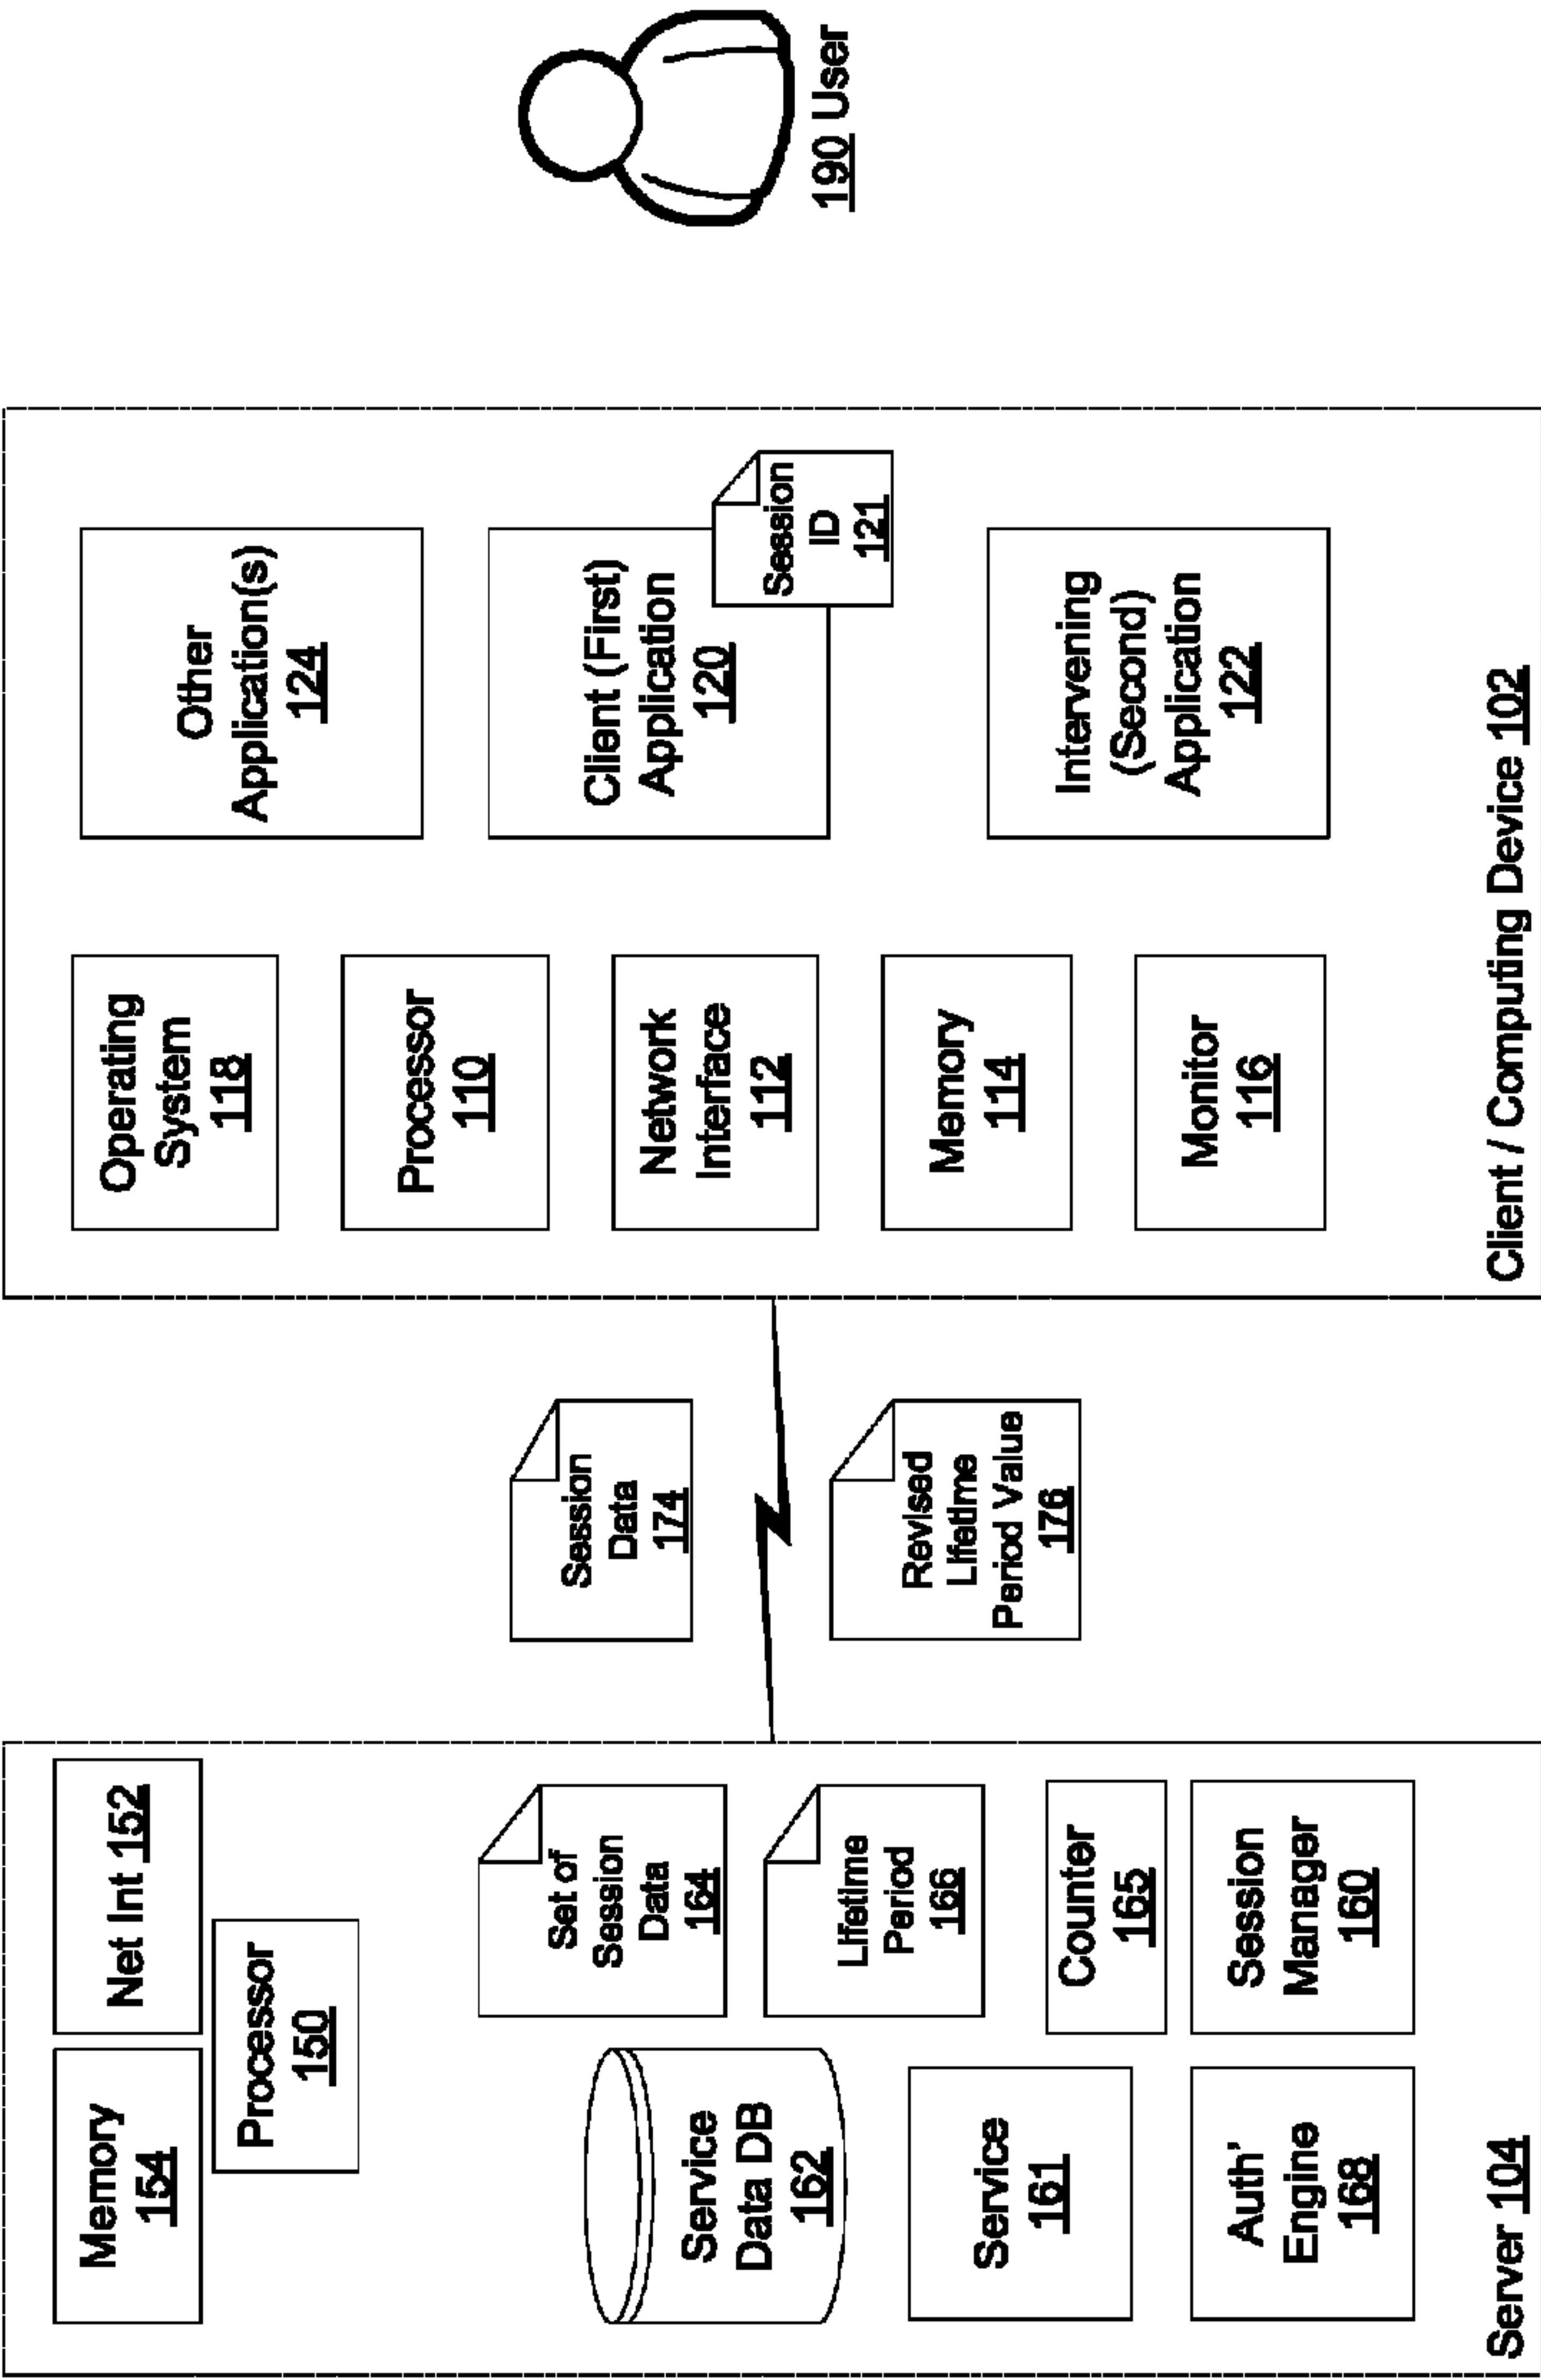 Memory
154
Net Int 152
Processor
150
Service
Data DB
162
Set of
Session
Data
164
Lifetime
Period
166
Service
161
Counter
165
Auth'
Engine
168
Session
Manager
160
Server 104
Session
Data
174
Revised
Lifetime
Period Value
176
Operating
System
118
Processor
110
Network
Interface
112
Memory
114
Monitor
116
Other
Application(s)
124
Client (First)
Application
120
Session
ID
121
Intervening
(Second)
Application
122
Client / Computing Device 102
190 User